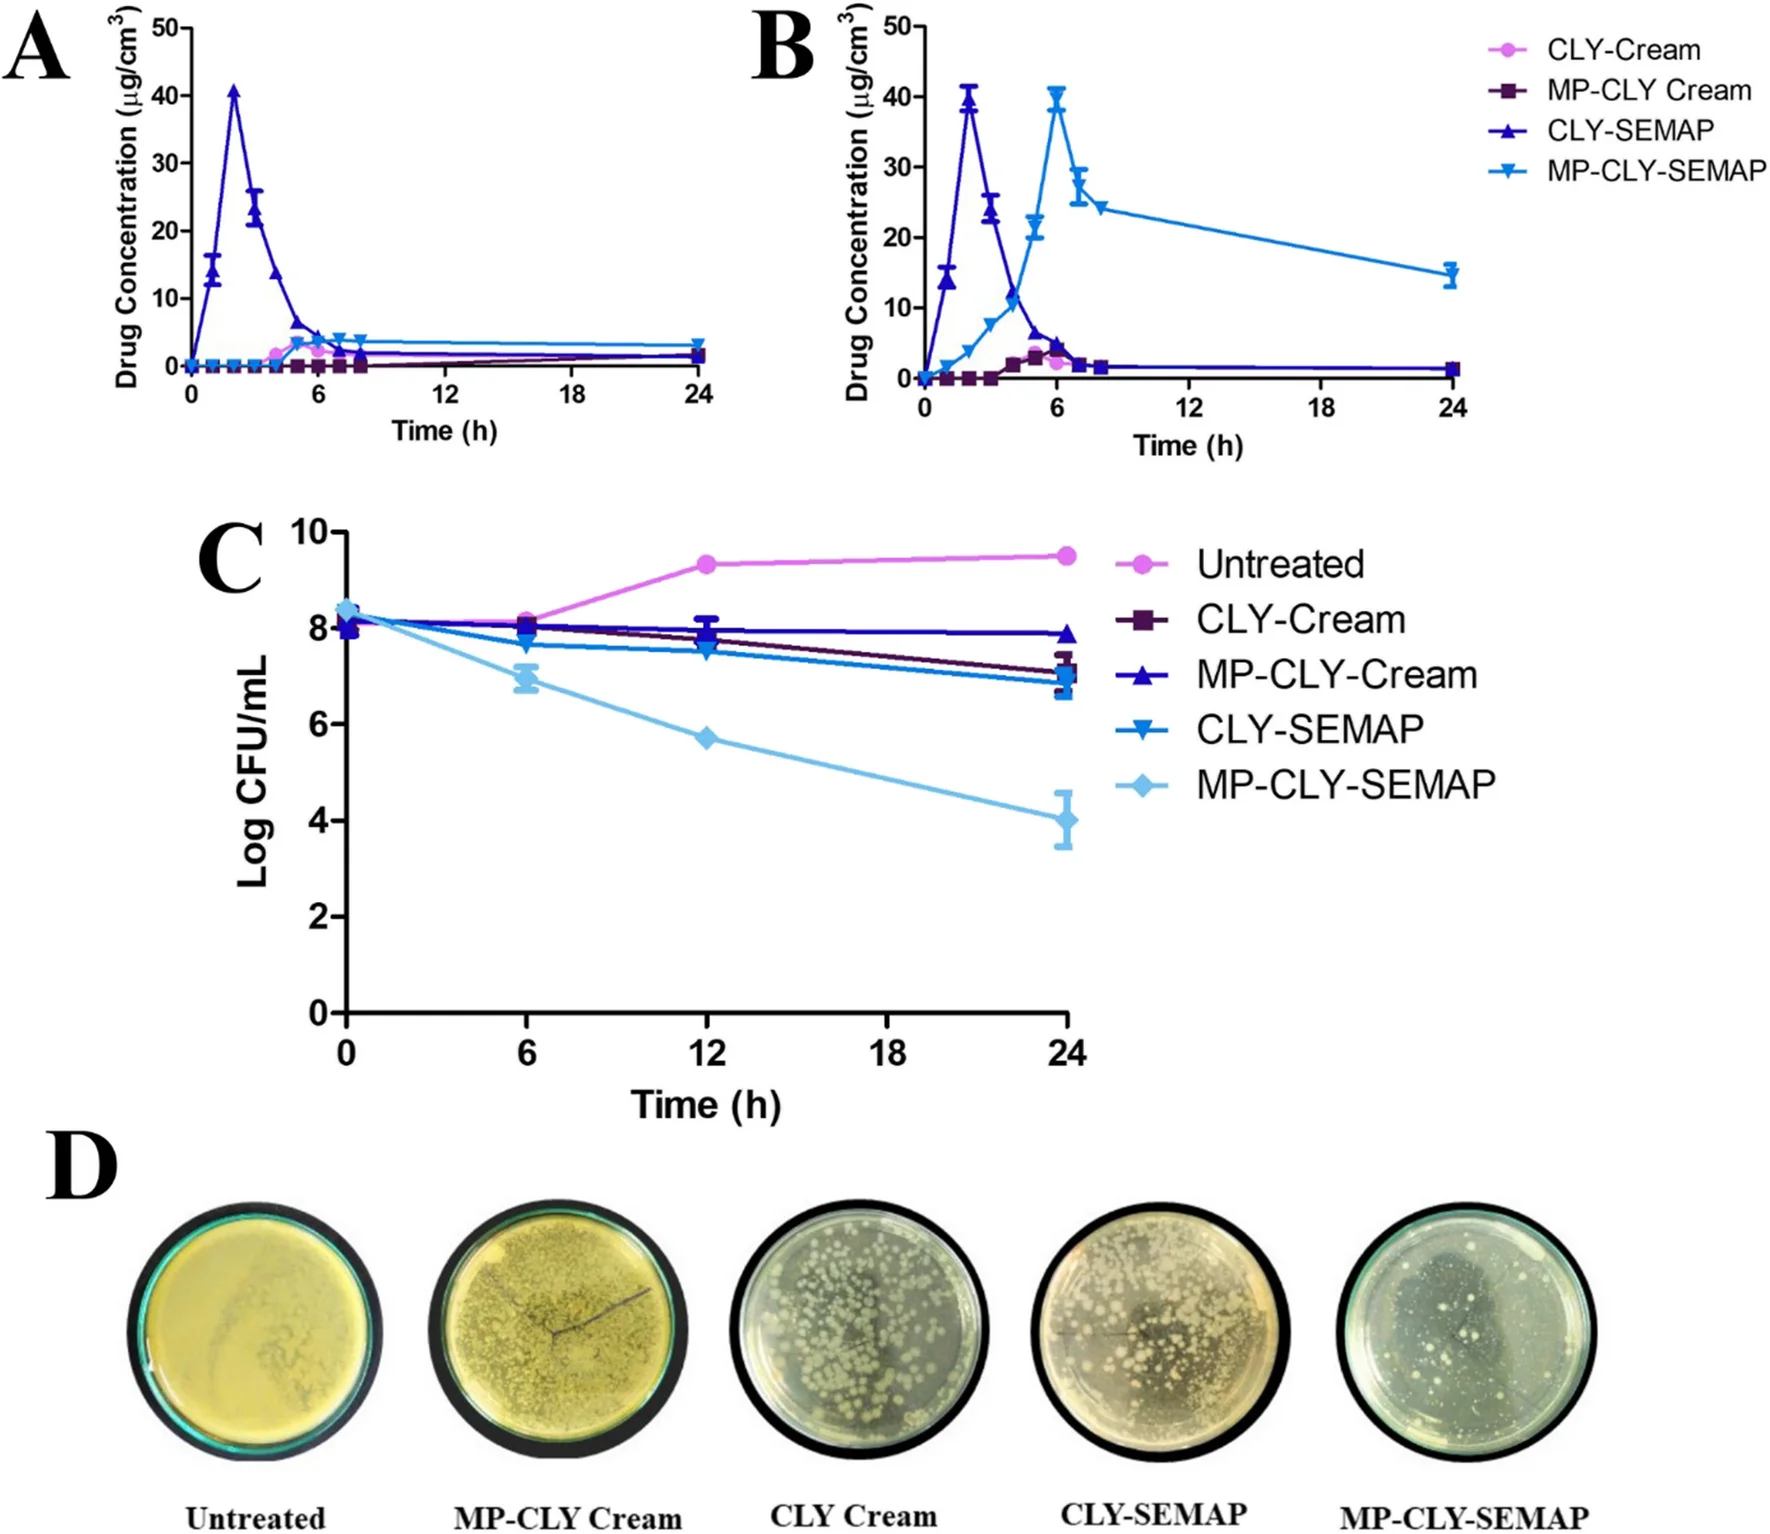 A
Drug Concentration (µg/cm³)
50
40
30
20
10
0
0 6 12 18 24
Time (h)
B
Drug Concentration (µg/cm³)
50
40
30
20
10
0
0 6 12 18 24
Time (h)
CLY-Cream
MP-CLY Cream
CLY-SEMAP
MP-CLY-SEMAP
C
Log CFU/mL
10
8
6
4
2
0
0 6 12 18 24
Time (h)
Untreated
CLY-Cream
MP-CLY-Cream
CLY-SEMAP
MP-CLY-SEMAP
D
Untreated MP-CLY Cream CLY Cream CLY-SEMAP MP-CLY-SEMAP